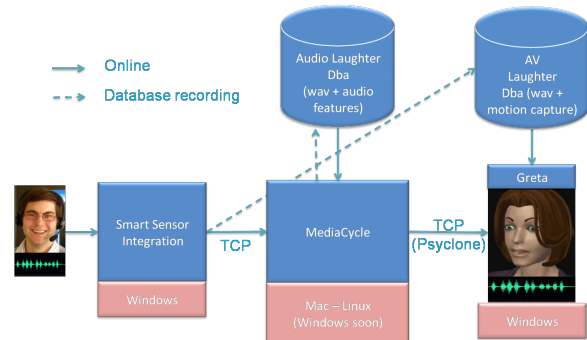 Online
Database recording
Audio Laughter
Dba
(wav + audio
features)
AV
Laughter
Dba (wav +
motion capture)
Greta
Smart Sensor
Integration
TCP
MediaCycle
TCP
(Psyclone)
Windows
Mac – Linux
(Windows soon)
Windows